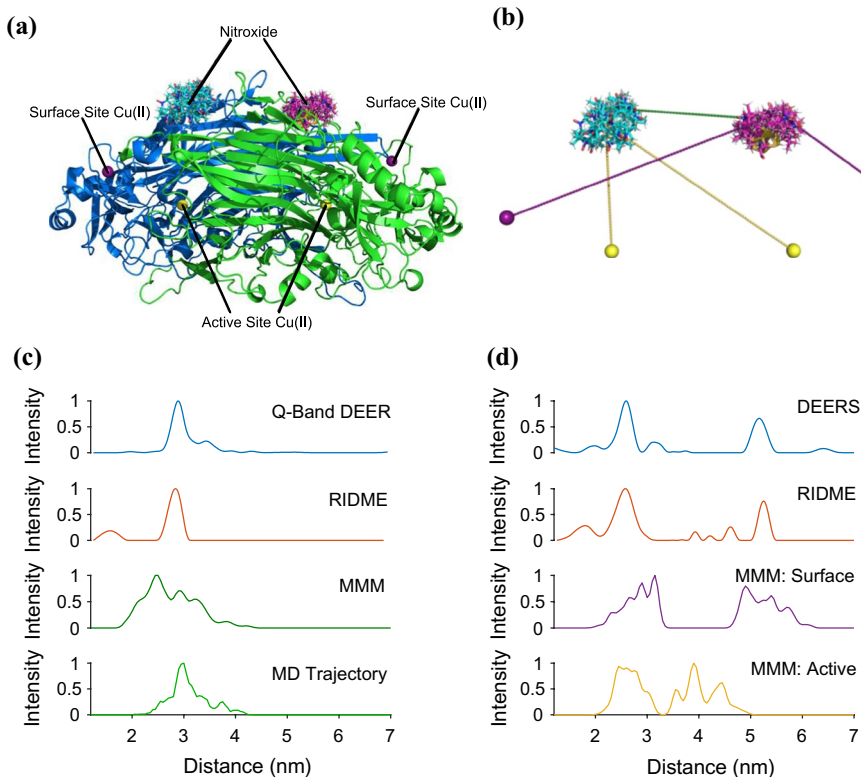 (a)
Nitroxide
Surface Site Cu(II)
Surface Site Cu(II)
Active Site Cu(II)
(b)
(c)
Intensity
1
0.5
0
Q-Band DEER
Intensity
1
0.5
0
RIDME
Intensity
1
0.5
0
MMM
Intensity
1
0.5
0
MD Trajectory
2 3 4 5 6 7
Distance (nm)
(d)
Intensity
1
0.5
0
DEERS
Intensity
1
0.5
0
RIDME
Intensity
1
0.5
0
MMM: Surface
Intensity
1
0.5
0
MMM: Active
2 3 4 5 6 7
Distance (nm)